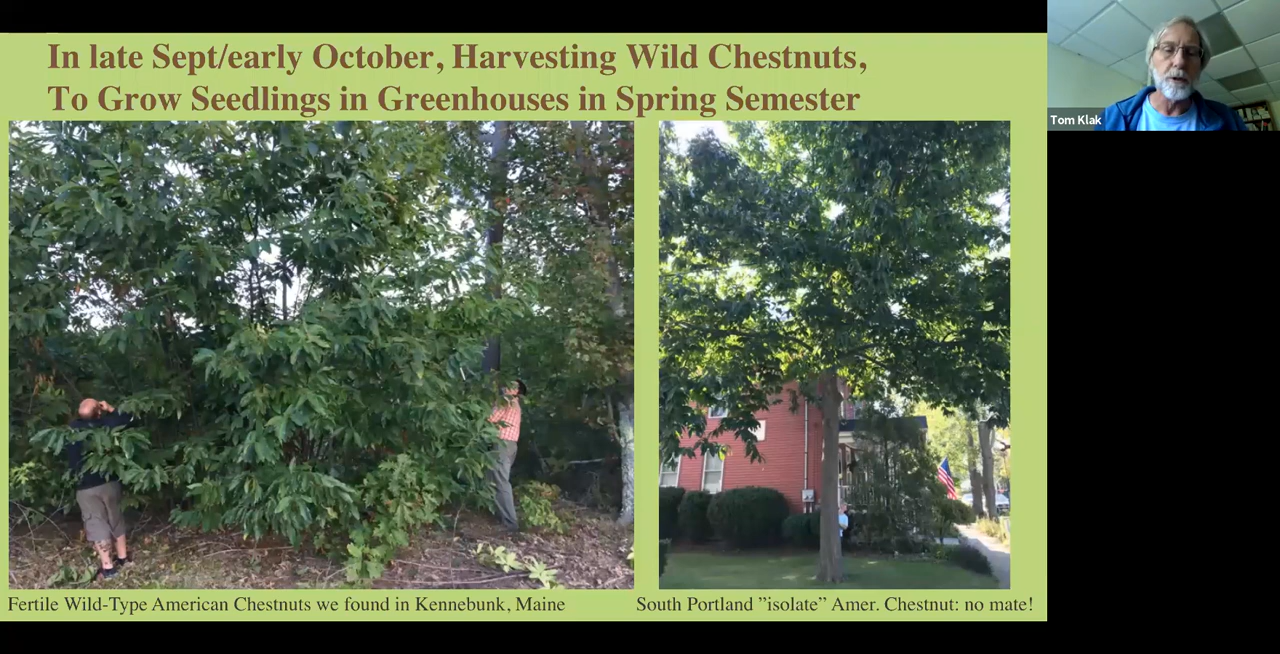 In late Sept/early October, Harvesting Wild Chestnuts,
To Grow Seedlings in Greenhouses in Spring Semester
Tom Klak
Fertile Wild-Type American Chestnuts we found in Kennebunk, Maine
South Portland ”isolate” Amer. Chestnut: no mate!